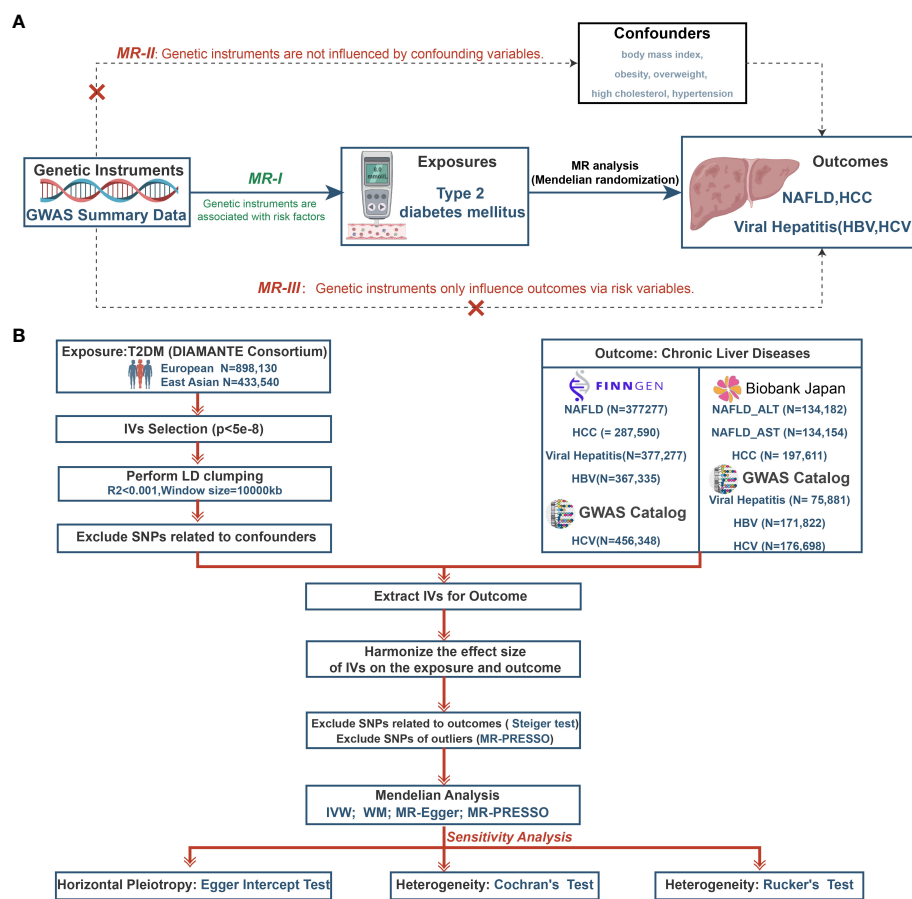 A
MR-II: Genetic instruments are not influenced by confounding variables.
Confounders
body mass index,
obesity, overweight,
high cholesterol, hypertension
Genetic Instruments
GWAS Summary Data
MR-I
Genetic instruments
are associated with risk factors
Exposures
Type 2
diabetes mellitus
MR analysis
(Mendelian randomization)
Outcomes
NAFLD,HCC
Viral Hepatitis(HBV,HCV
MR-III: Genetic instruments only influence outcomes via risk variables.
B
Exposure:T2DM (DIAMANTE Consortium)
European N=898,130
East Asian N=433,540
IVs Selection (p<5e-8)
Perform LD clumping
R2<0.001,Window size=10000kb
Exclude SNPs related to confounders
Outcome: Chronic Liver Diseases
FINNGEN
NAFLD (N=377277)
HCC (= 287,590)
Viral Hepatitis(N=377,277)
HBV(N=367,335)
GWAS Catalog
HCV(N=456,348)
Biobank Japan
NAFLD_ALT (N=134,182)
NAFLD_AST (N=134,154)
HCC (N= 197,611)
GWAS Catalog
Viral Hepatitis (N= 75,881)
HBV (N=171,822)
HCV (N=176,698)
Extract IVs for Outcome
Harmonize the effect size
of IVs on the exposure and outcome
Exclude SNPs related to outcomes ( Steiger test)
Exclude SNPs of outliers (MR-PRESSO)
Mendelian Analysis
IVW; WM; MR-Egger; MR-PRESSO
Sensitivity Analysis
Horizontal Pleiotropy: Egger Intercept Test
Heterogeneity: Cochran's Test
Heterogeneity: Rucker's Test